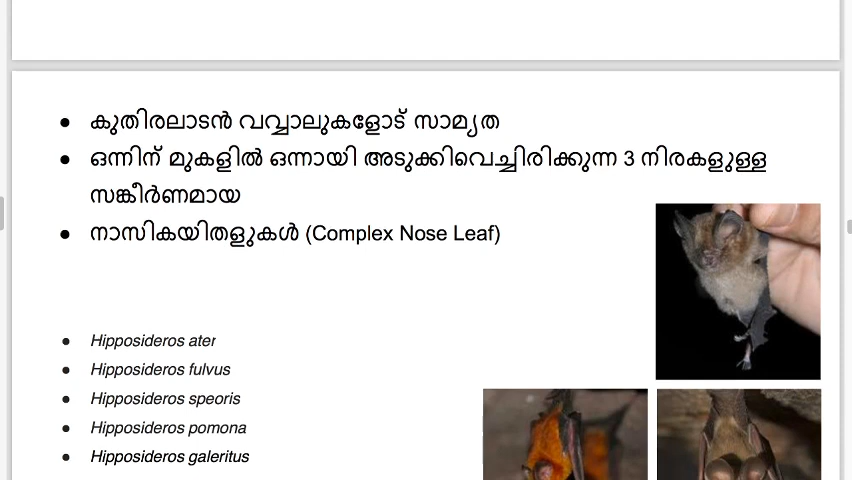 ● കുതിരലാടൻ വവ്വാലുകളോട് സാമ്യത
● ഒന്നിന് മുകളിൽ ഒന്നായി അടുക്കിവെച്ചിരിക്കുന്ന 3 നിരകളുള്ള
സങ്കീർണമായ
● നാസികയിതളുകൾ (Complex Nose Leaf)
● Hipposideros ater
● Hipposideros fulvus
● Hipposideros speoris
● Hipposideros pomona
● Hipposideros galeritus